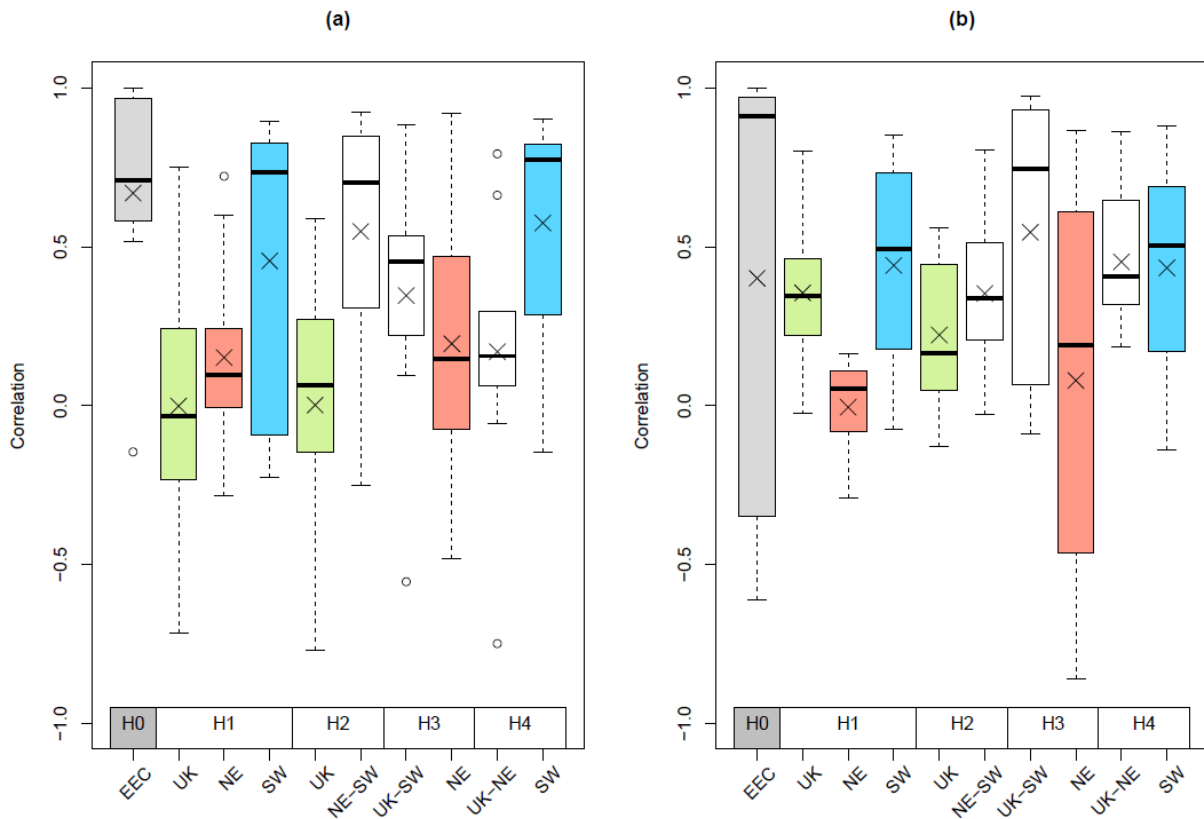 (a)
Correlation
1.0
0.5
0.0
−0.5
−1.0
H0 H1 H2 H3 H4
EEC UK NE SW UK NE−SW UK−SW NE UK−NE SW
(b)
Correlation
1.0
0.5
0.0
−0.5
−1.0
H0 H1 H2 H3 H4
EEC UK NE SW UK NE−SW UK−SW NE UK−NE SW